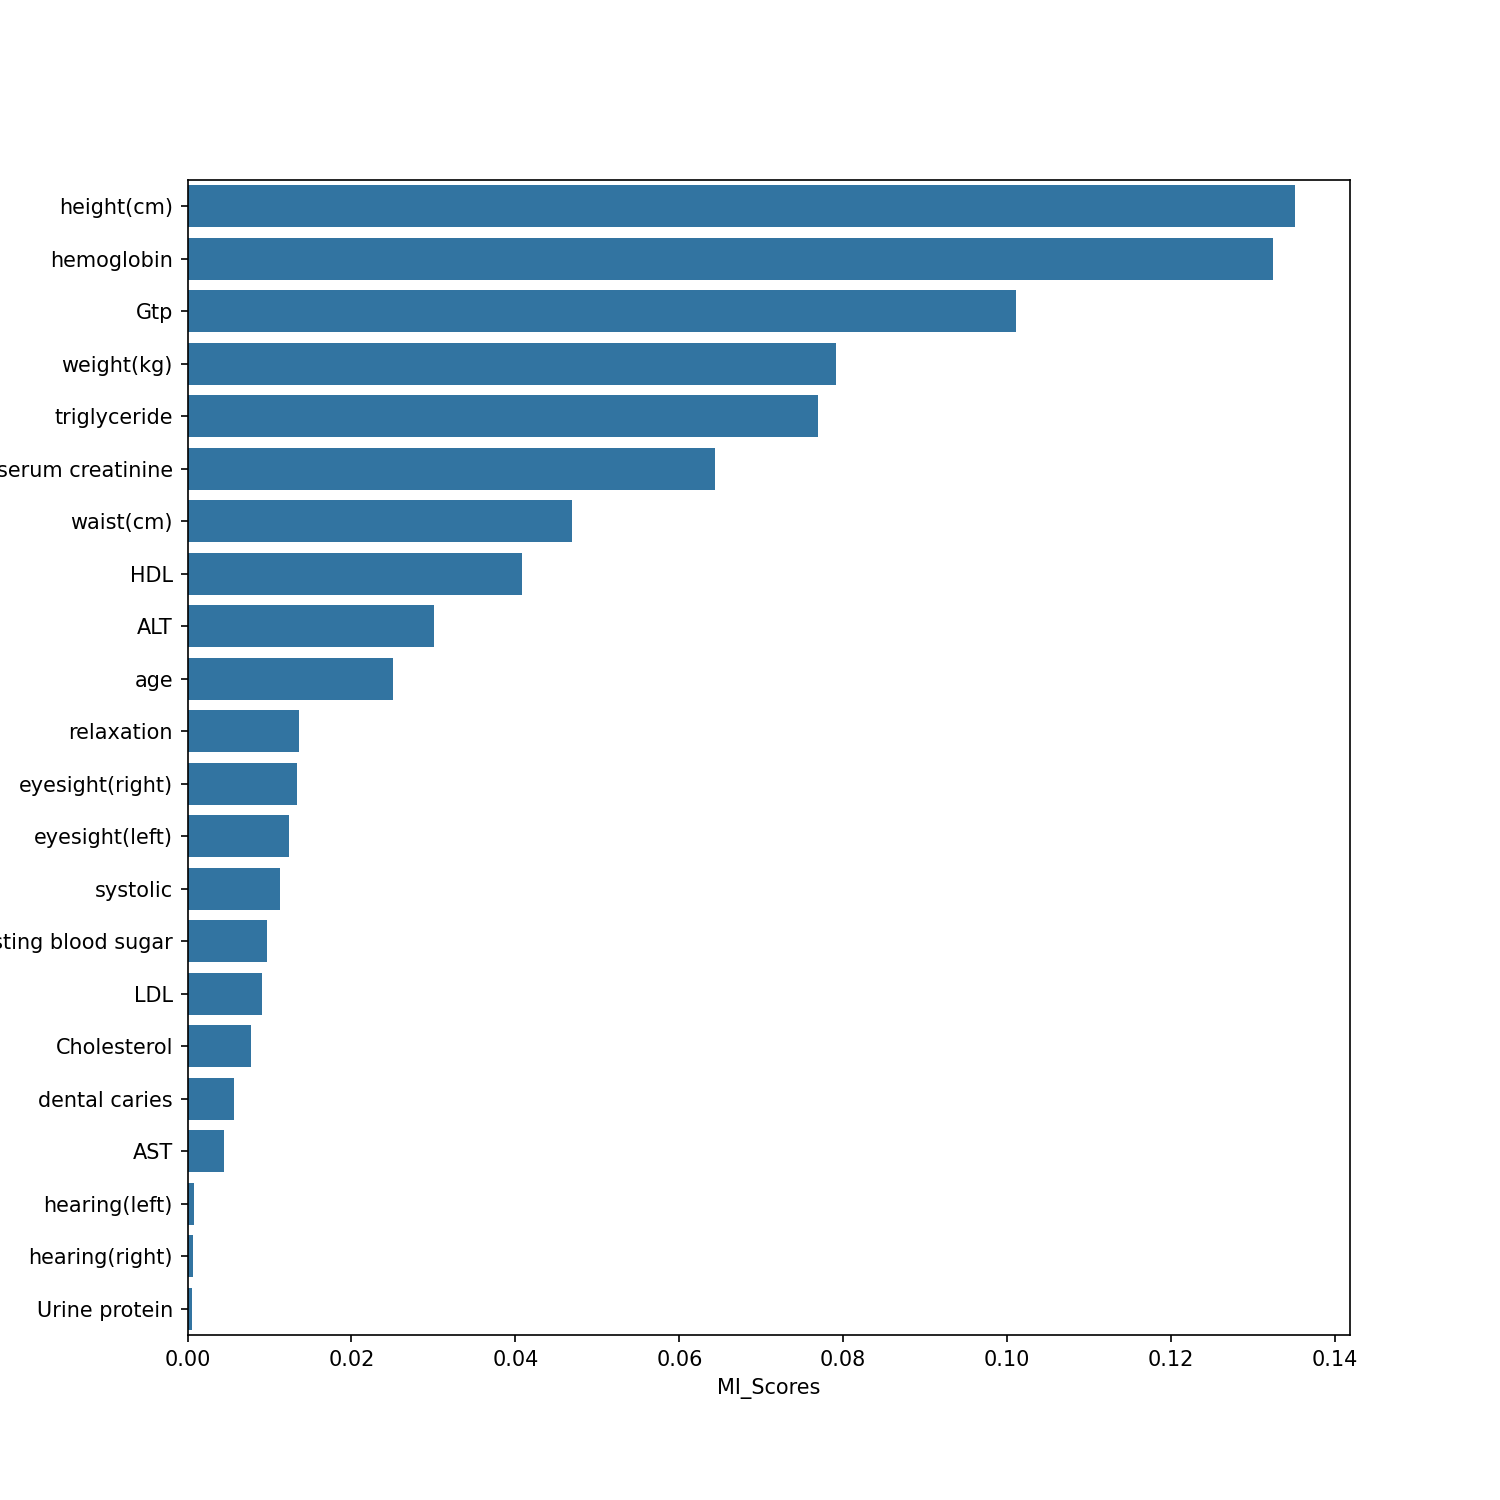 height(cm)
hemoglobin
Gtp
weight(kg)
triglyceride
serum creatinine
waist(cm)
HDL
ALT
age
relaxation
eyesight(right)
eyesight(left)
systolic
sting blood sugar
LDL
Cholesterol
dental caries
AST
hearing(left)
hearing(right)
Urine protein
0.00 0.02 0.04 0.06 0.08 0.10 0.12 0.14
MI_Scores